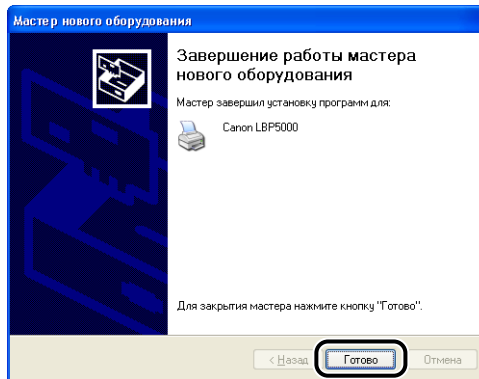 Мастер нового оборудования
Завершение работы мастера
нового оборудования
Мастер завершил установку программ для:
Canon LBP5000
Для закрытия мастера нажмите кнопку "Готово".
< Назад
Готово
Отмена